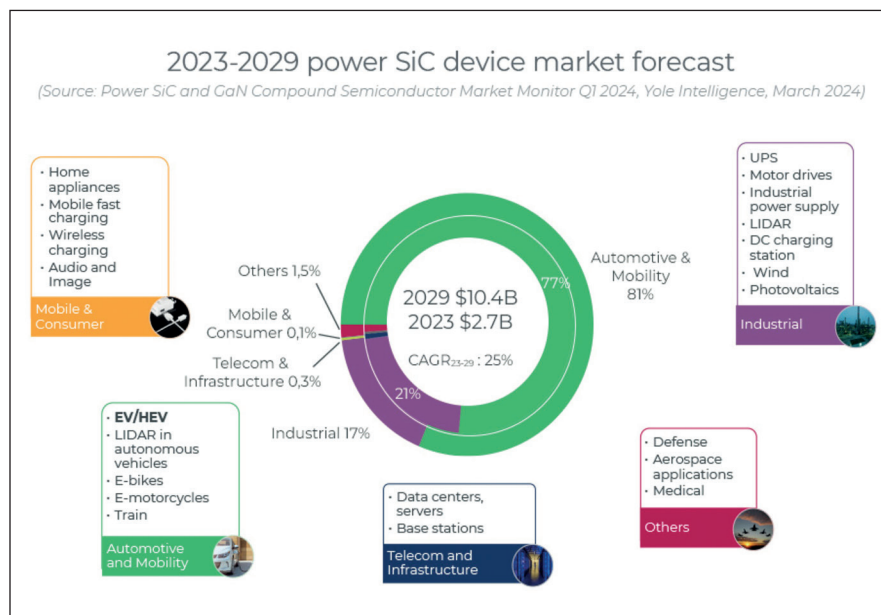 2023-2029 power SiC device market forecast
(Source: Power SiC and GaN Compound Semiconductor Market Monitor Q1 2024, Yole Intelligence, March 2024)
• Home
appliances
• Mobile fast
charging
• Wireless
charging
• Audio and
Image
Mobile &
Consumer
• UPS
• Motor drives
• Industrial
power supply
• LIDAR
• DC charging
station
• Wind
• Photovoltaics
Industrial
Others 1,5%
Mobile &
Consumer 0,1%
Telecom &
Infrastructure 0,3%
Industrial 17%
21%
77%
Automotive &
Mobility
81%
2029 $10.4B
2023 $2.7B
CAGR23-29 : 25%
• EV/HEV
• LIDAR in
autonomous
vehicles
• E-bikes
• E-motorcycles
• Train
Automotive
and Mobility
• Data centers,
servers
• Base stations
Telecom and
Infrastructure
• Defense
• Aerospace
applications
• Medical
Others